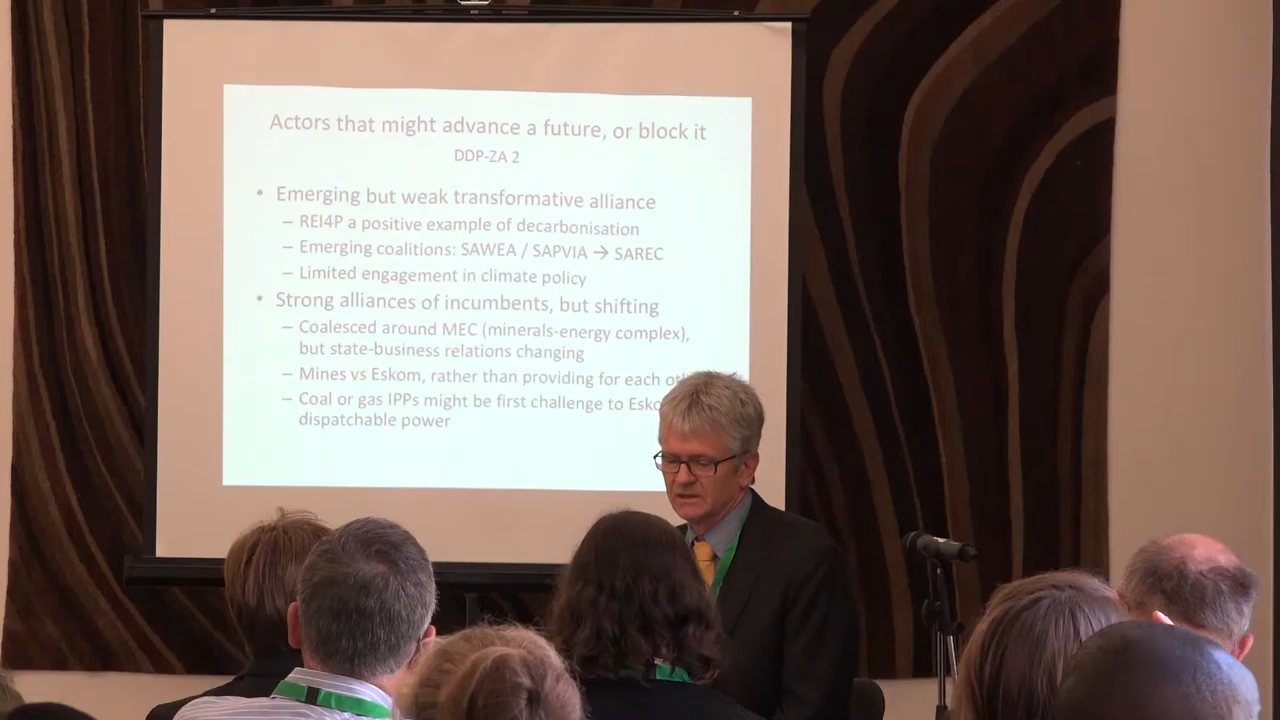 Actors that might advance a future, or block it
DDP-ZA 2
• Emerging but weak transformative alliance
– REI4P a positive example of decarbonisation
– Emerging coalitions: SAWEA / SAPVIA → SAREC
– Limited engagement in climate policy
• Strong alliances of incumbents, but shifting
– Coalesced around MEC (minerals-energy complex),
but state-business relations changing
– Mines vs Eskom, rather than providing for each
– Coal or gas IPPs might be first challenge to
dispatchable power